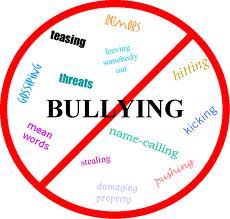 RUMORS
teasing
leaving
somebody
out
GOSSIPING
hitting
threats
BULLYING
kicking
mean
words
name-calling
stealing
pushing
damaging
property